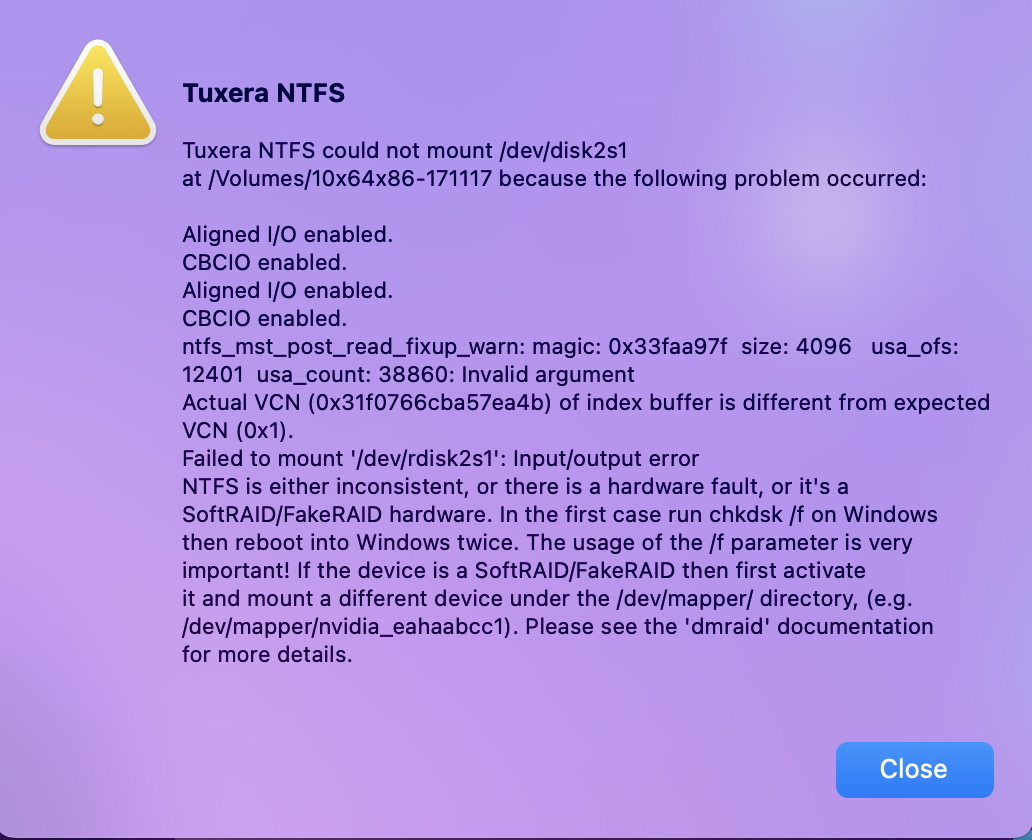 Tuxera NTFS
Tuxera NTFS could not mount /dev/disk2s1
at /Volumes/10x64x86-171117 because the following problem occurred:
Aligned I/O enabled.
CBCIO enabled.
Aligned I/O enabled.
CBCIO enabled.
ntfs_mst_post_read_fixup_warn: magic: 0x33faa97f  size: 4096   usa_ofs:
12401  usa_count: 38860: Invalid argument
Actual VCN (0x31f0766cba57ea4b) of index buffer is different from expected
VCN (0x1).
Failed to mount '/dev/rdisk2s1': Input/output error
NTFS is either inconsistent, or there is a hardware fault, or it's a
SoftRAID/FakeRAID hardware. In the first case run chkdsk /f on Windows
then reboot into Windows twice. The usage of the /f parameter is very
important! If the device is a SoftRAID/FakeRAID then first activate
it and mount a different device under the /dev/mapper/ directory, (e.g.
/dev/mapper/nvidia_eahaabcc1). Please see the 'dmraid' documentation
for more details.
Close